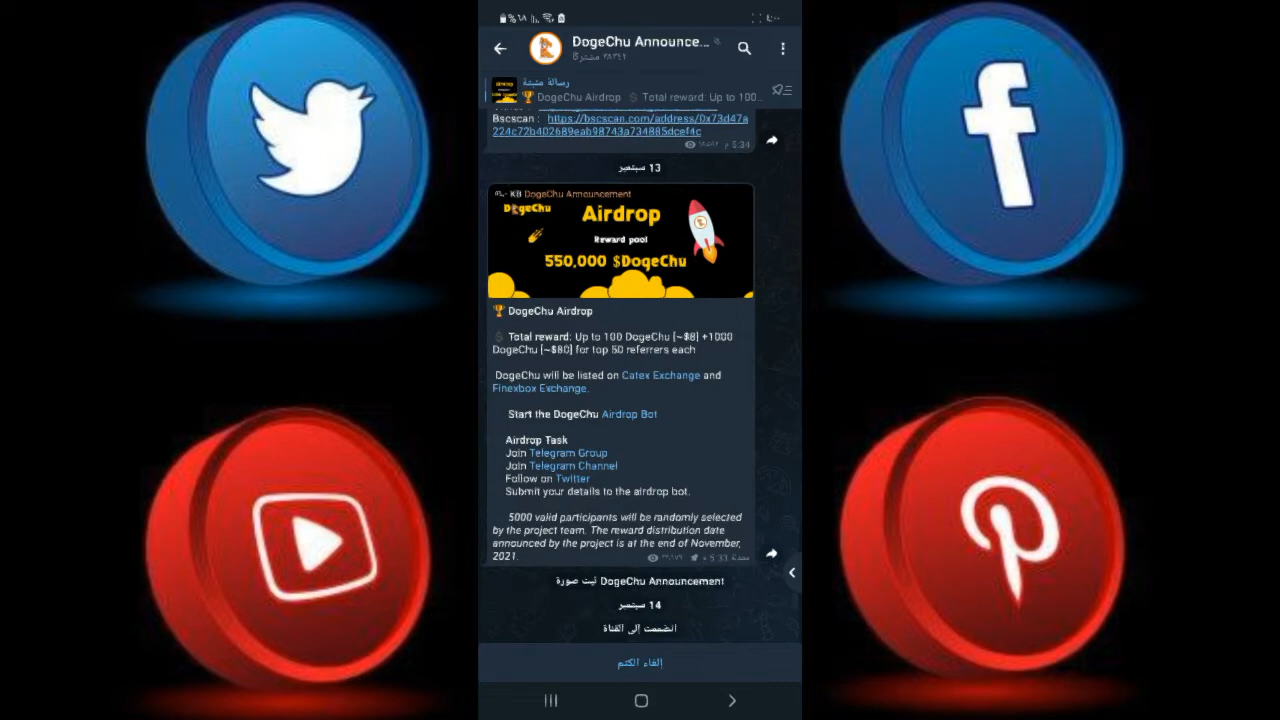 DogeChu Announce...
رسالة مثبتة
🏆 DogeChu Airdrop 💲 Total reward: Up to 100...
Bscscan : https://bscscan.com/address/0x73d47a
224c72b402689eab98743a734885dcef4c
5:34 م
13 سبتمبر
KB DogeChu Announcement
DogeChu
Airdrop
Reward pool
550,000 $DogeChu
🏆 DogeChu Airdrop
💲 Total reward: Up to 100 DogeChu [~$8] +1000
DogeChu [~$80] for top 50 referrers each
DogeChu will be listed on Catex Exchange and
Finexbox Exchange.
Start the DogeChu Airdrop Bot
Airdrop Task
Join Telegram Group
Join Telegram Channel
Follow on Twitter
Submit your details to the airdrop bot.
5000 valid participants will be randomly selected
by the project team. The reward distribution date
announced by the project is at the end of November,
2021.
معدلة 5:31 م
DogeChu Announcement ثبت صورة
14 سبتمبر
انضممت إلى القناة
إلغاء الكتم